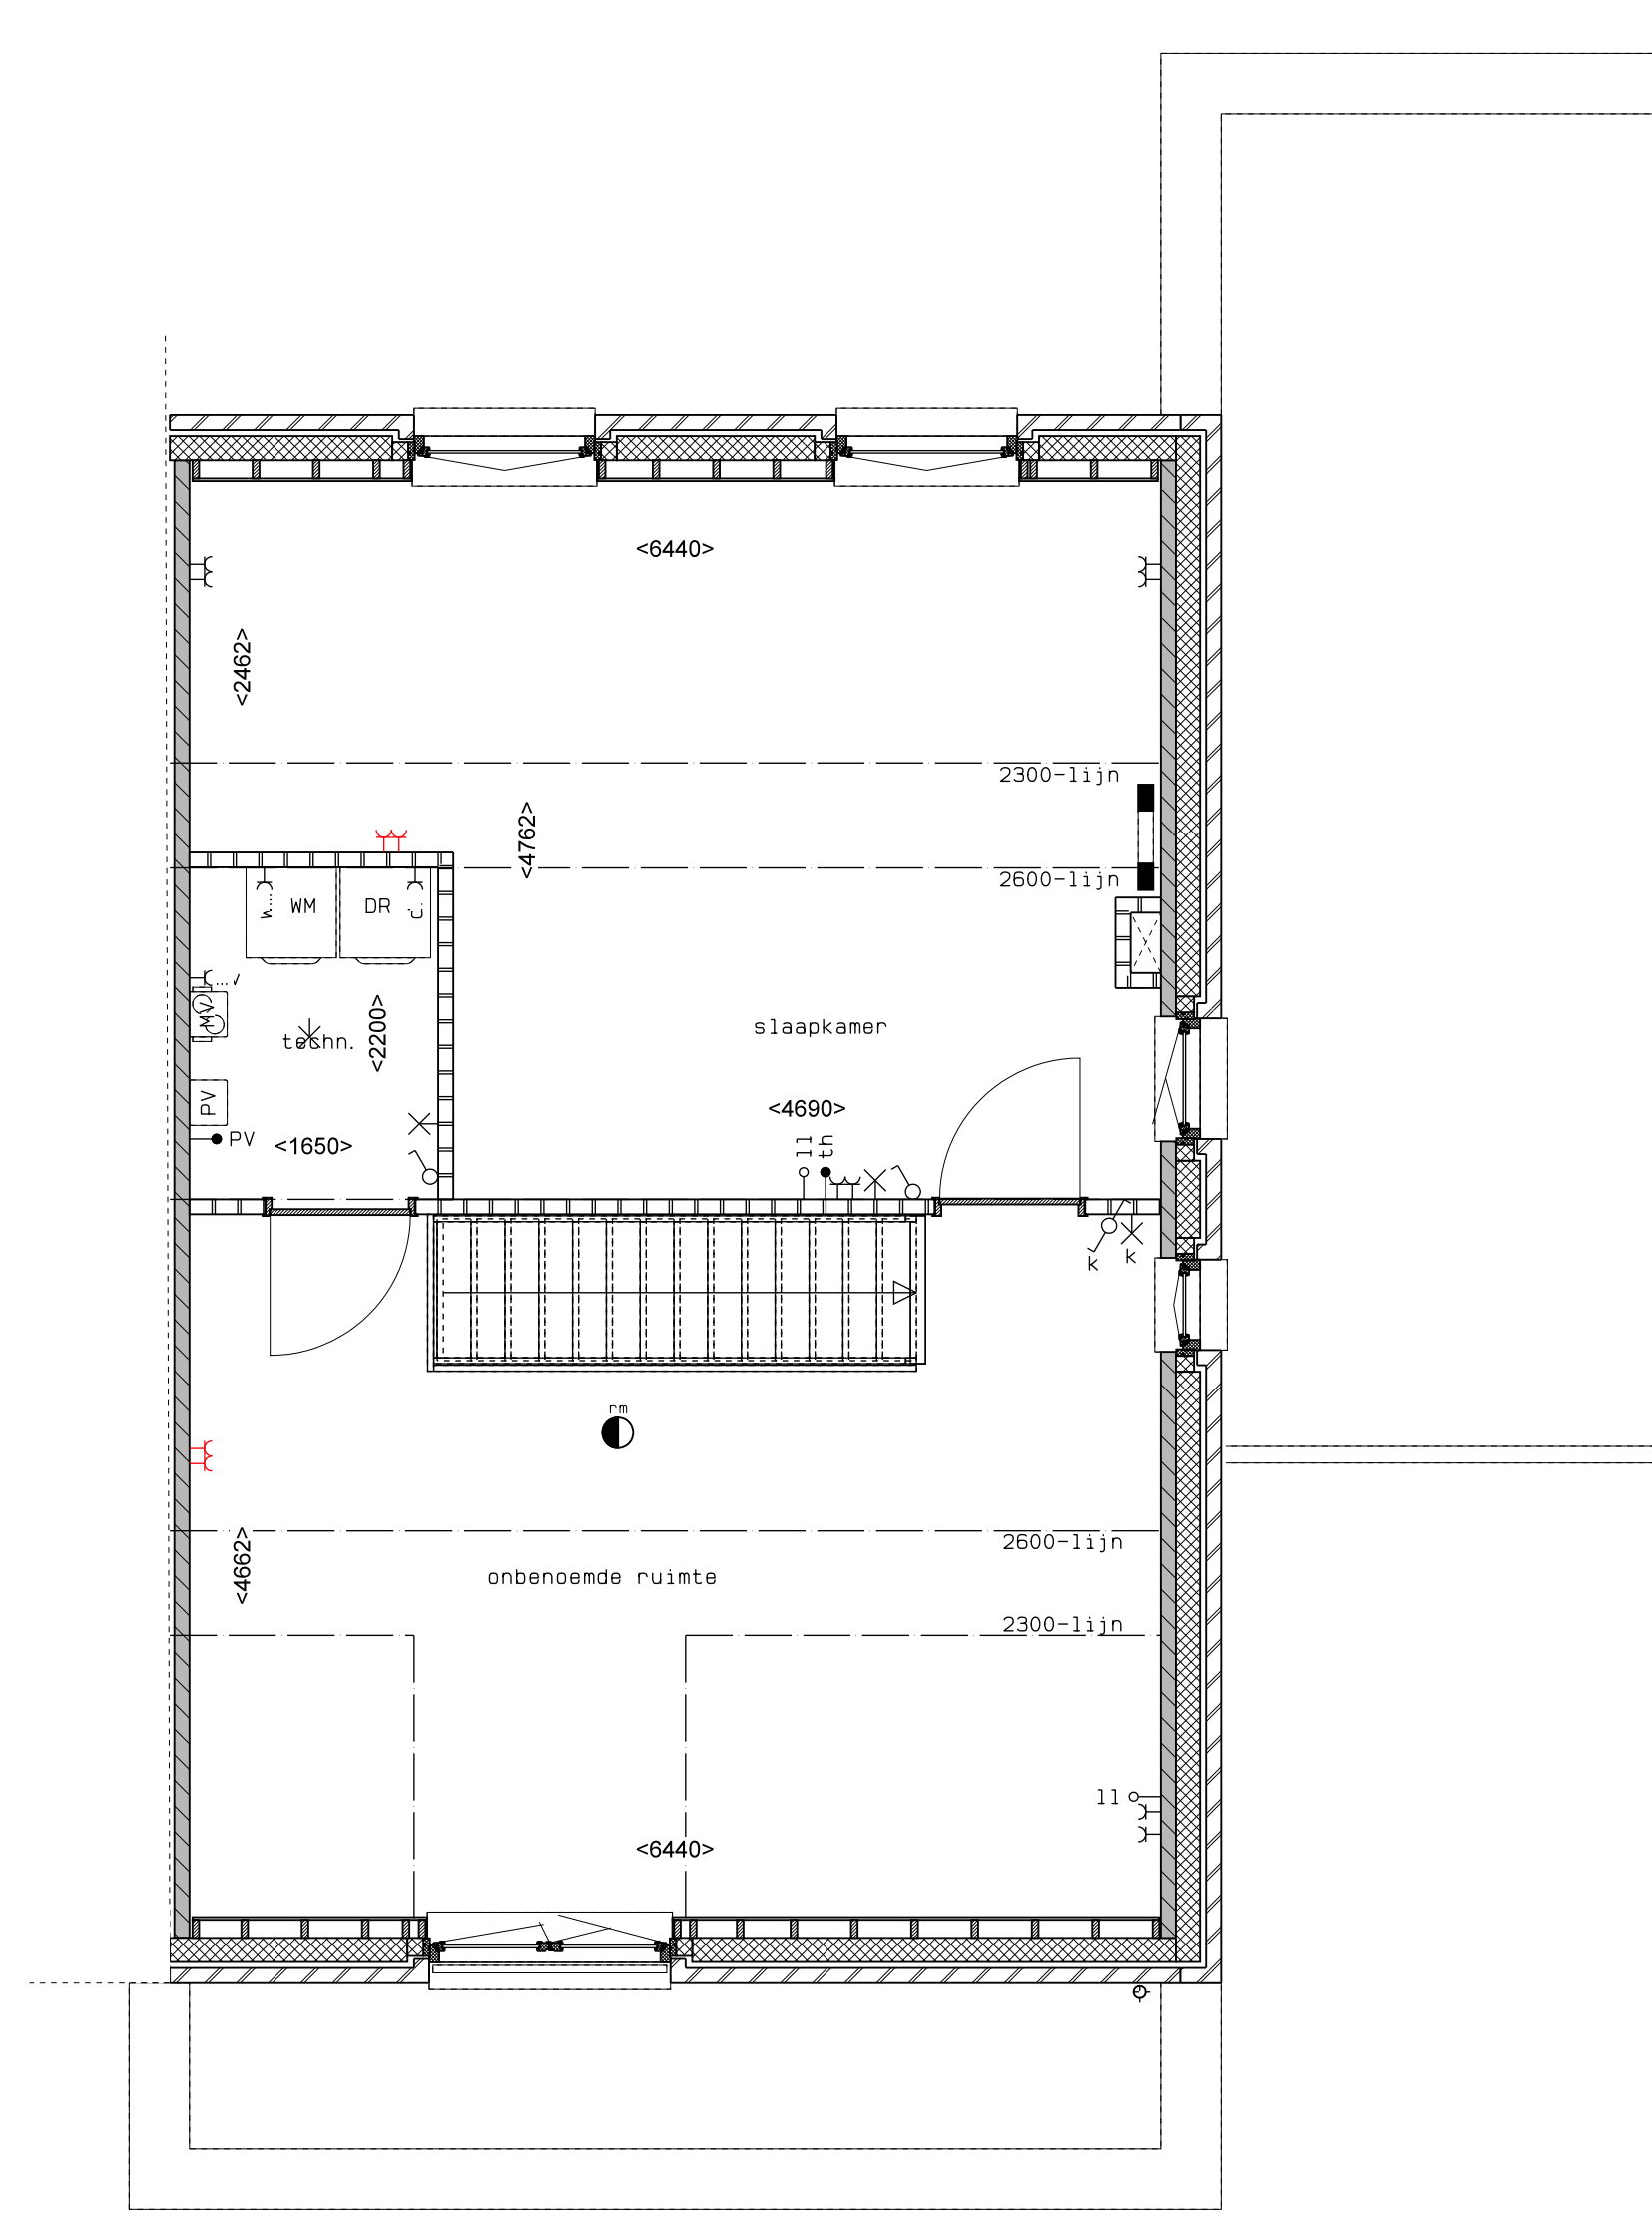 <6440>
<2462>
2300-lijn
<4762>
2600-lijn
w...
WM
DR
MV
techn.
<2200>
slaapkamer
PV
<4690>
PV
<1650>
ll
th
k
k
rm
2600-lijn
<4662>
onbenoemde ruimte
2300-lijn
ll
<6440>